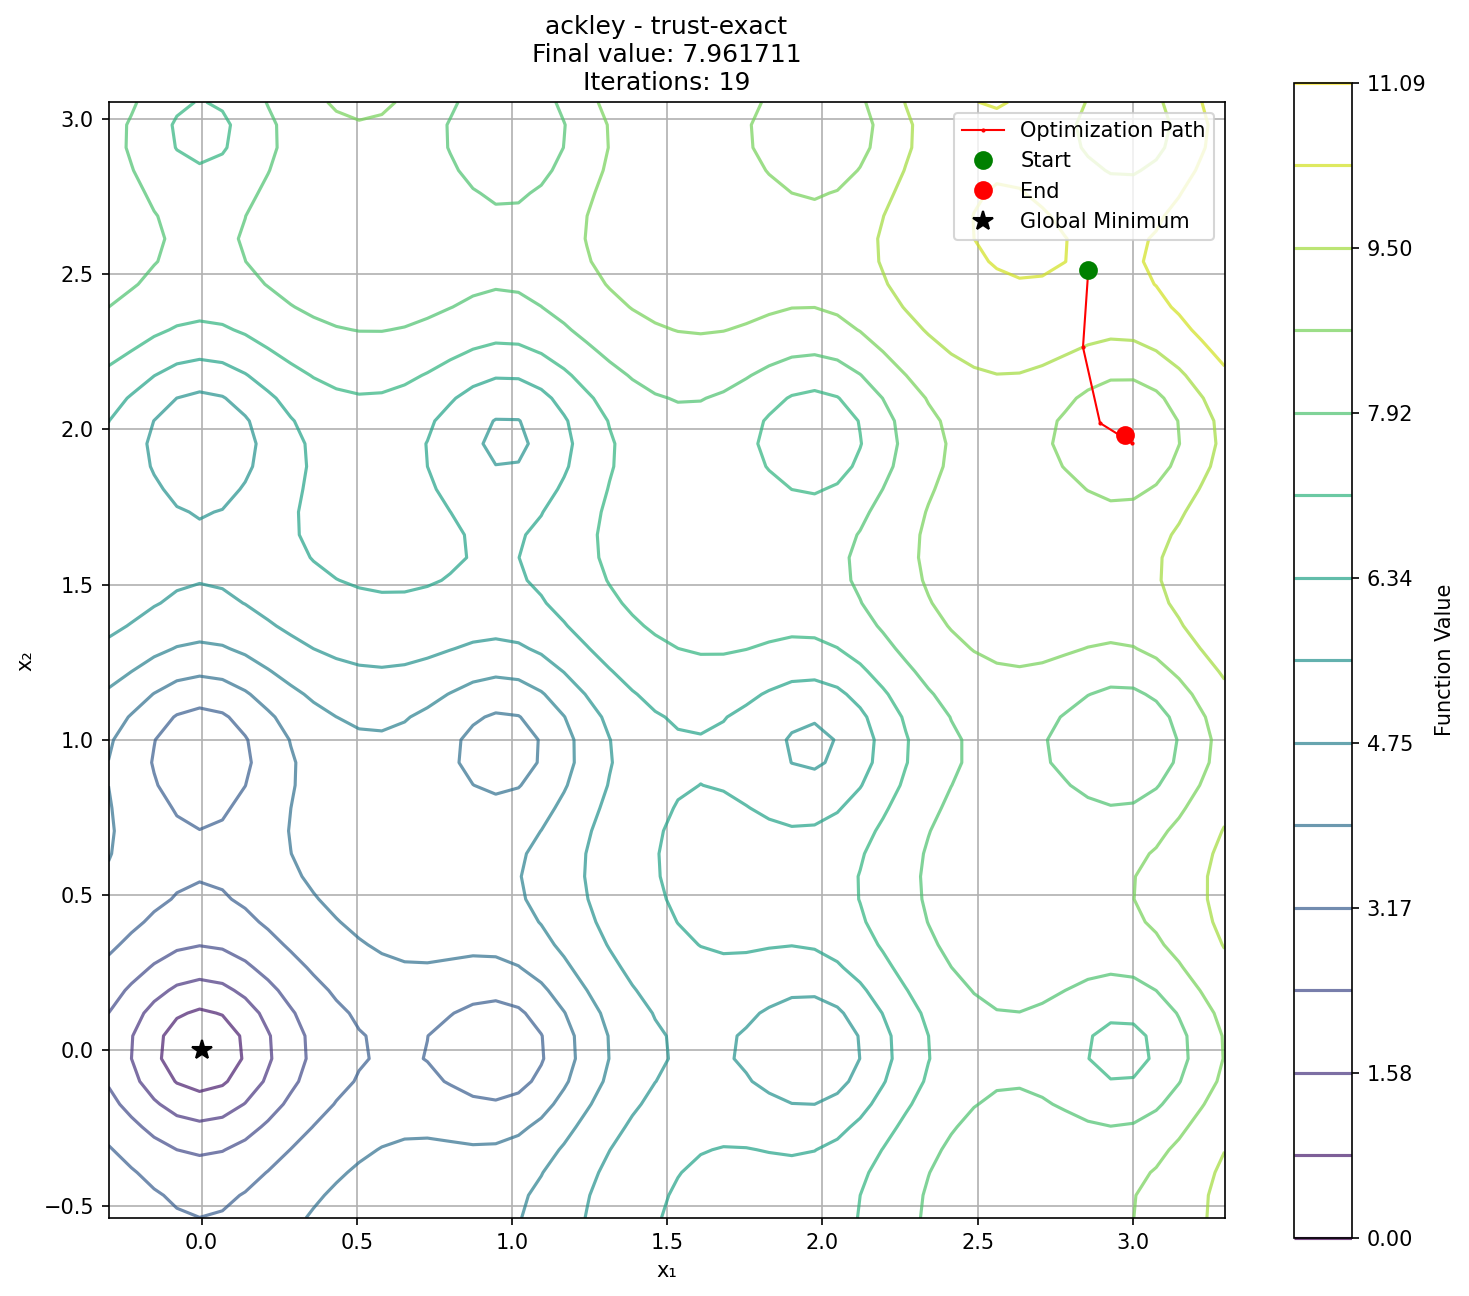 ackley - trust-exact
Final value: 7.961711
Iterations: 19
Optimization Path
Start
End
Global Minimum
3.0
2.5
2.0
1.5
1.0
0.5
0.0
−0.5
x₂
0.0
0.5
1.0
1.5
2.0
2.5
3.0
x₁
11.09
9.50
7.92
6.34
4.75
3.17
1.58
0.00
Function Value